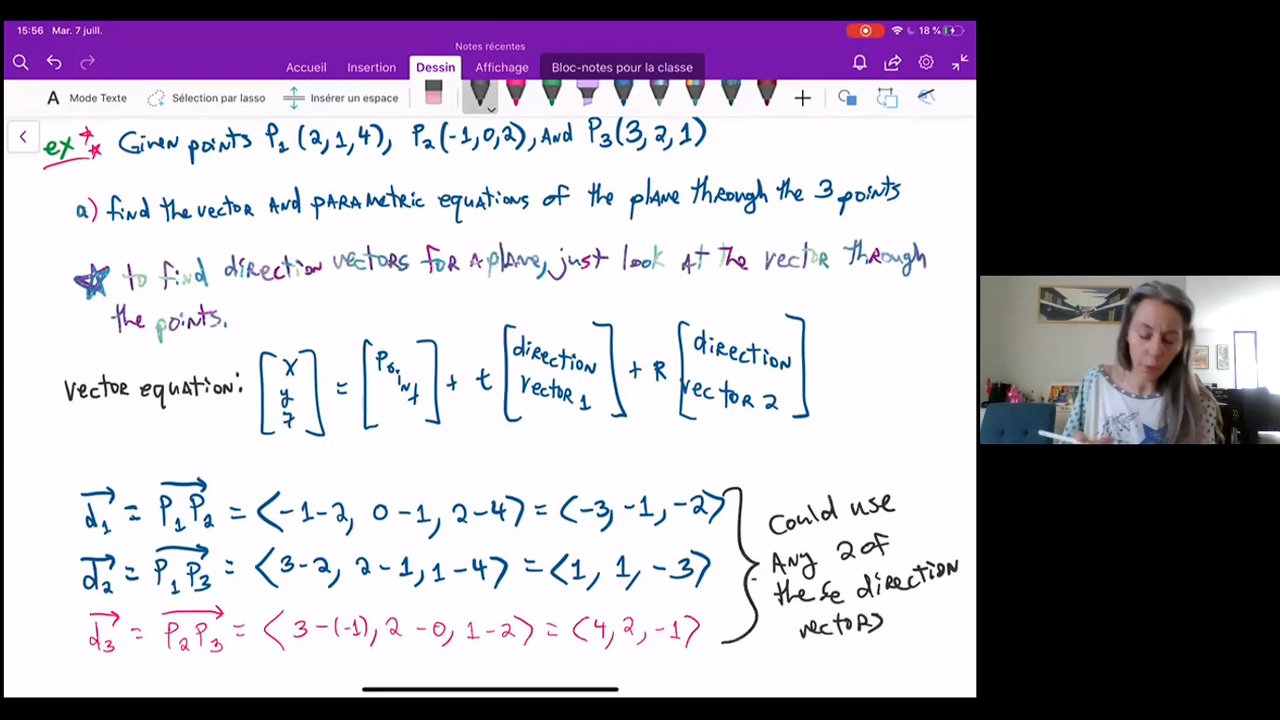 15:56 Mar. 7 juill.
18 %
Notes récentes
Accueil Insertion Dessin Affichage Bloc-notes pour la classe
A Mode Texte Sélection par lasso Insérer un espace
ex Given points P₁ (2,1,4), P₂(-1,0,2), And P₃(3,2,1)
a) find the vector AND PARAMETRIC equations of the plane through the 3 points
to find direction vectors for A plane, just look At the vector through
the points.
vector equation: [x y z] = [Point] + t [direction vector 1] + R [direction vector 2]
d₁ = P₁P₂ = <-1-2, 0-1, 2-4> = <-3, -1, -2>
d₂ = P₁P₃ = <3-2, 2-1, 1-4> = <1, 1, -3>
d₃ = P₂P₃ = <3-(-1), 2-0, 1-2> = <4, 2, -1>
Could use
Any 2 of
these direction
vectors